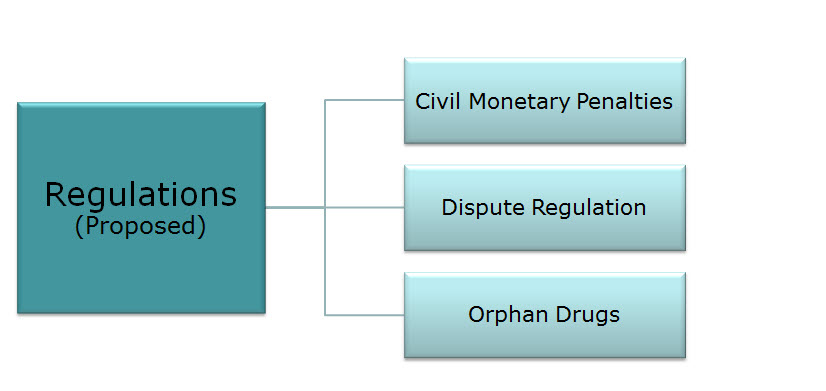 Regulations
(Proposed)
Civil Monetary Penalties
Dispute Regulation
Orphan Drugs